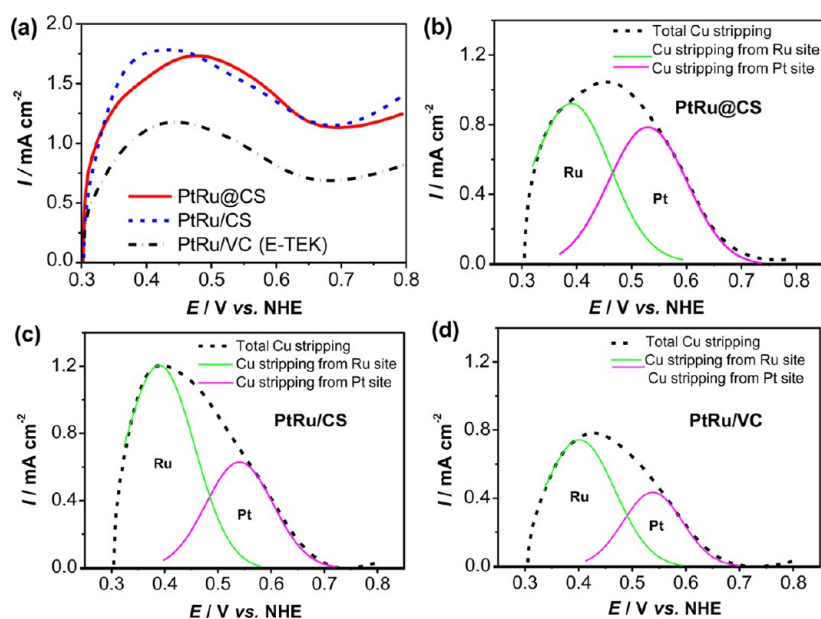 (a)
I / mA cm⁻²
2.0
1.5
1.0
0.5
0.0
PtRu@CS
PtRu/CS
PtRu/VC (E-TEK)
0.3 0.4 0.5 0.6 0.7 0.8
E / V vs. NHE
(b)
I / mA cm⁻²
1.2
0.8
0.4
0.0
Total Cu stripping
Cu stripping from Ru site
Cu stripping from Pt site
PtRu@CS
Ru
Pt
0.3 0.4 0.5 0.6 0.7 0.8
E / V vs. NHE
(c)
I / mA cm⁻²
1.2
0.8
0.4
0.0
Total Cu stripping
Cu stripping from Ru site
Cu stripping from Pt site
PtRu/CS
Ru
Pt
0.3 0.4 0.5 0.6 0.7 0.8
E / V vs. NHE
(d)
I / mA cm⁻²
1.2
0.8
0.4
0.0
Total Cu stripping
Cu stripping from Ru site
Cu stripping from Pt site
PtRu/VC
Ru
Pt
0.3 0.4 0.5 0.6 0.7 0.8
E / V vs. NHE